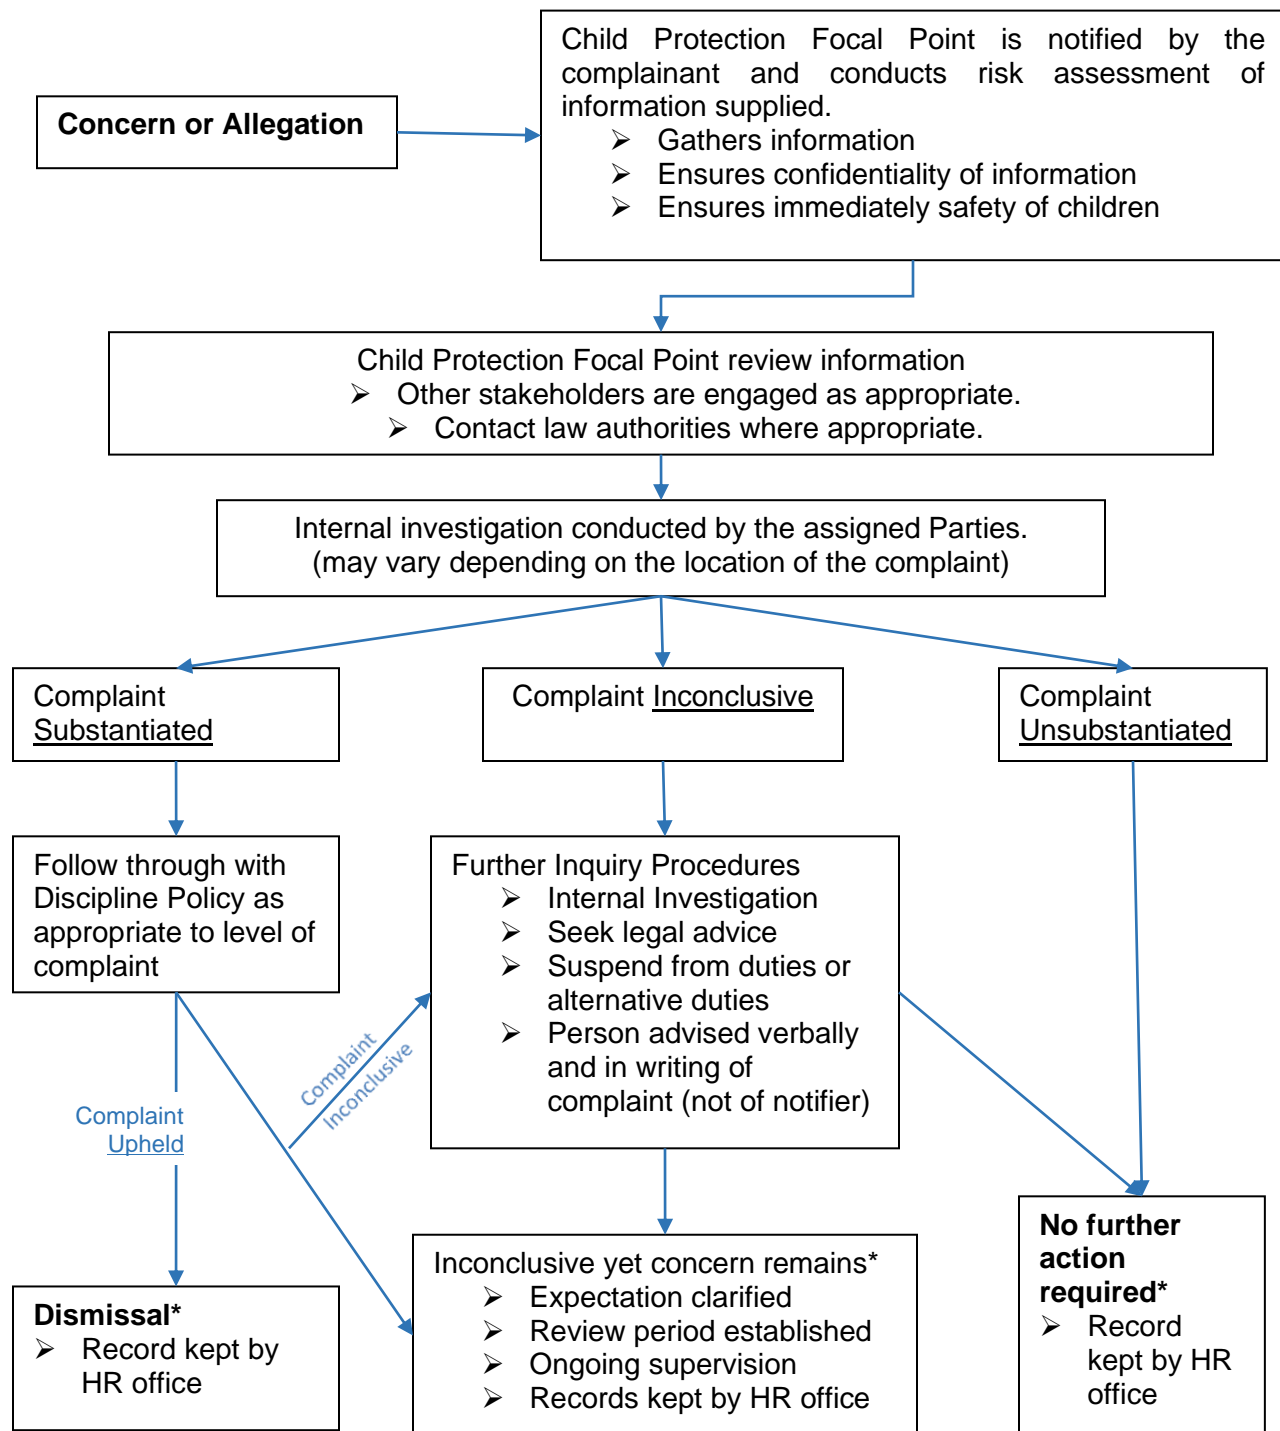 Concern or Allegation
Child Protection Focal Point is notified by the
complainant and conducts risk assessment of
information supplied.
➢ Gathers information
➢ Ensures confidentiality of information
➢ Ensures immediately safety of children
Child Protection Focal Point review information
➢ Other stakeholders are engaged as appropriate.
➢ Contact law authorities where appropriate.
Internal investigation conducted by the assigned Parties.
(may vary depending on the location of the complaint)
Complaint
Substantiated
Complaint Inconclusive
Complaint
Unsubstantiated
Follow through with
Discipline Policy as
appropriate to level of
complaint
Further Inquiry Procedures
➢ Internal Investigation
➢ Seek legal advice
➢ Suspend from duties or
alternative duties
➢ Person advised verbally
and in writing of
complaint (not of notifier)
Complaint
Inconclusive
Complaint
Upheld
Dismissal*
➢ Record kept by
HR office
Inconclusive yet concern remains*
➢ Expectation clarified
➢ Review period established
➢ Ongoing supervision
➢ Records kept by HR office
No further
action
required*
➢ Record
kept by HR
office